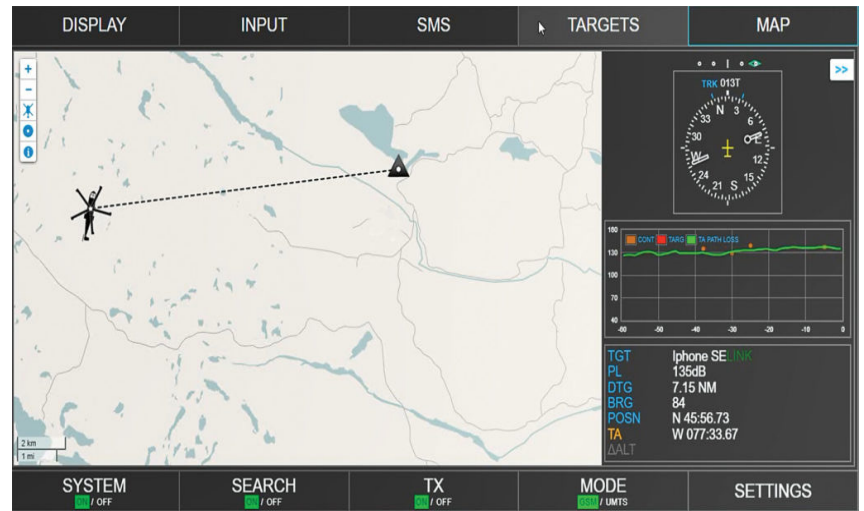 DISPLAY INPUT SMS TARGETS MAP
+
−
i
2 km
1 mi
>>
TRK 013T
N 3 6 E 12 15 S 21 24 W 30 33
150
CONT TARG TA PATH LOSS
130
100
70
40
-60 -50 -40 -30 -20 -10 0
TGT Iphone SE LINK
PL 135dB
DTG 7.15 NM
BRG 84
POSN N 45:56.73
TA W 077:33.67
ΔALT
SYSTEM SEARCH TX MODE SETTINGS
ON / OFF ON / OFF ON / OFF GSM / UMTS